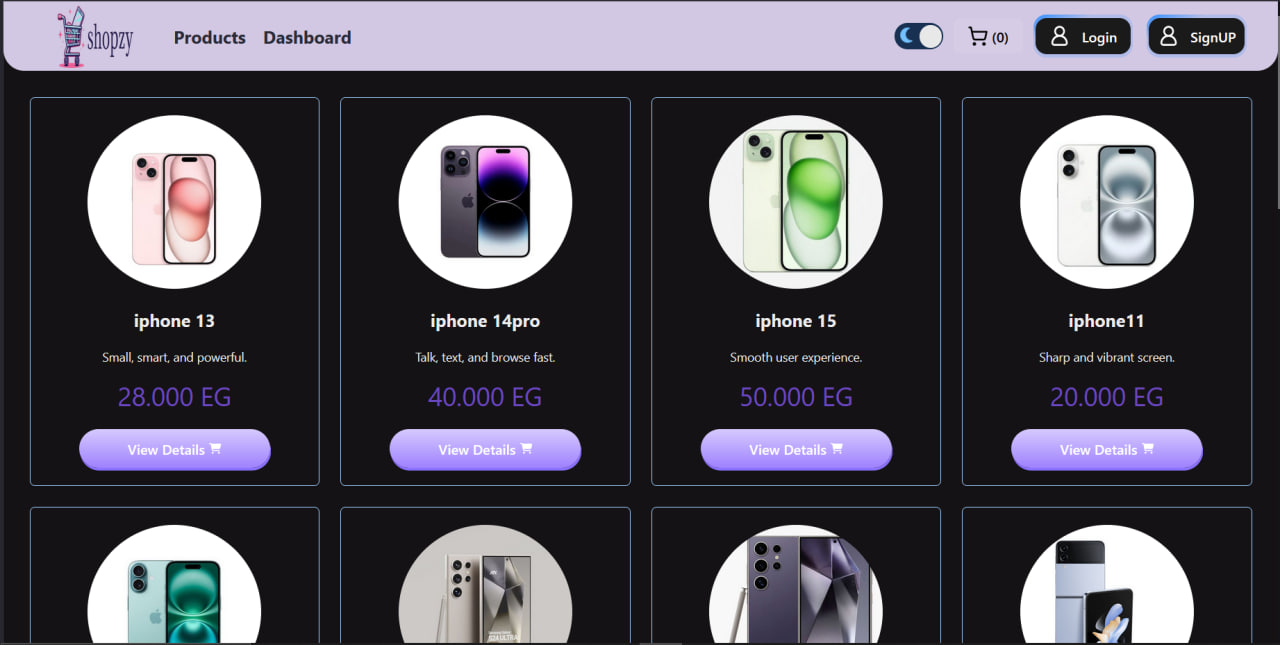 shopzy
Products Dashboard
(0)
Login
SignUP
iphone 13
Small, smart, and powerful.
28.000 EG
View Details
iphone 14pro
Talk, text, and browse fast.
40.000 EG
View Details
iphone 15
Smooth user experience.
50.000 EG
View Details
iphone11
Sharp and vibrant screen.
20.000 EG
View Details
S24 ULTRA